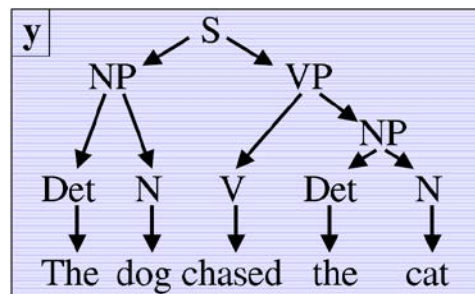 y
S
NP VP
NP
Det N V Det N
The dog chased the cat